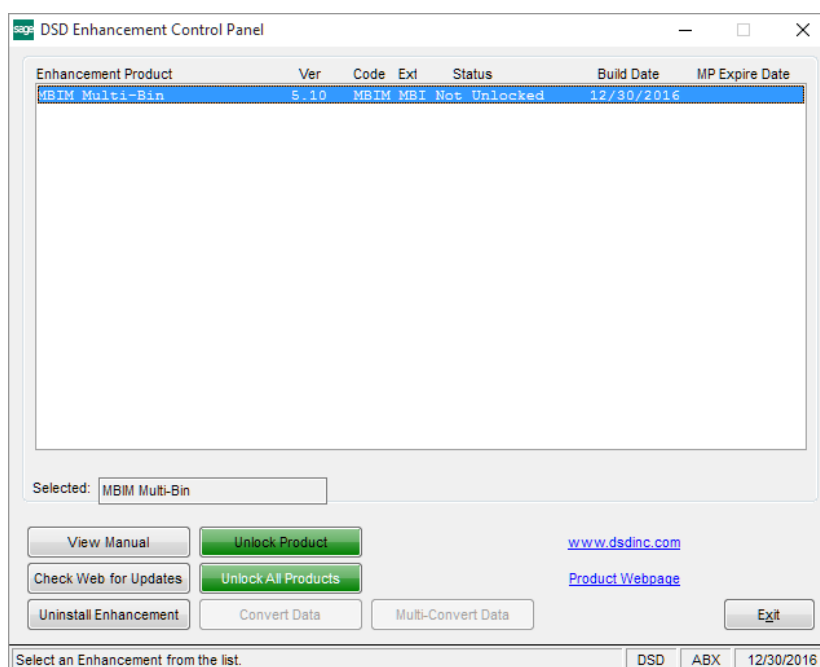 sage DSD Enhancement Control Panel
Enhancement Product Ver Code Ext Status Build Date MP Expire Date
MBIM Multi-Bin 5.10 MBIM MBI Not Unlocked 12/30/2016
Selected: MBIM Multi-Bin
View Manual Unlock Product www.dsdinc.com
Check Web for Updates Unlock All Products Product Webpage
Uninstall Enhancement Convert Data Multi-Convert Data Exit
Select an Enhancement from the list. DSD ABX 12/30/2016